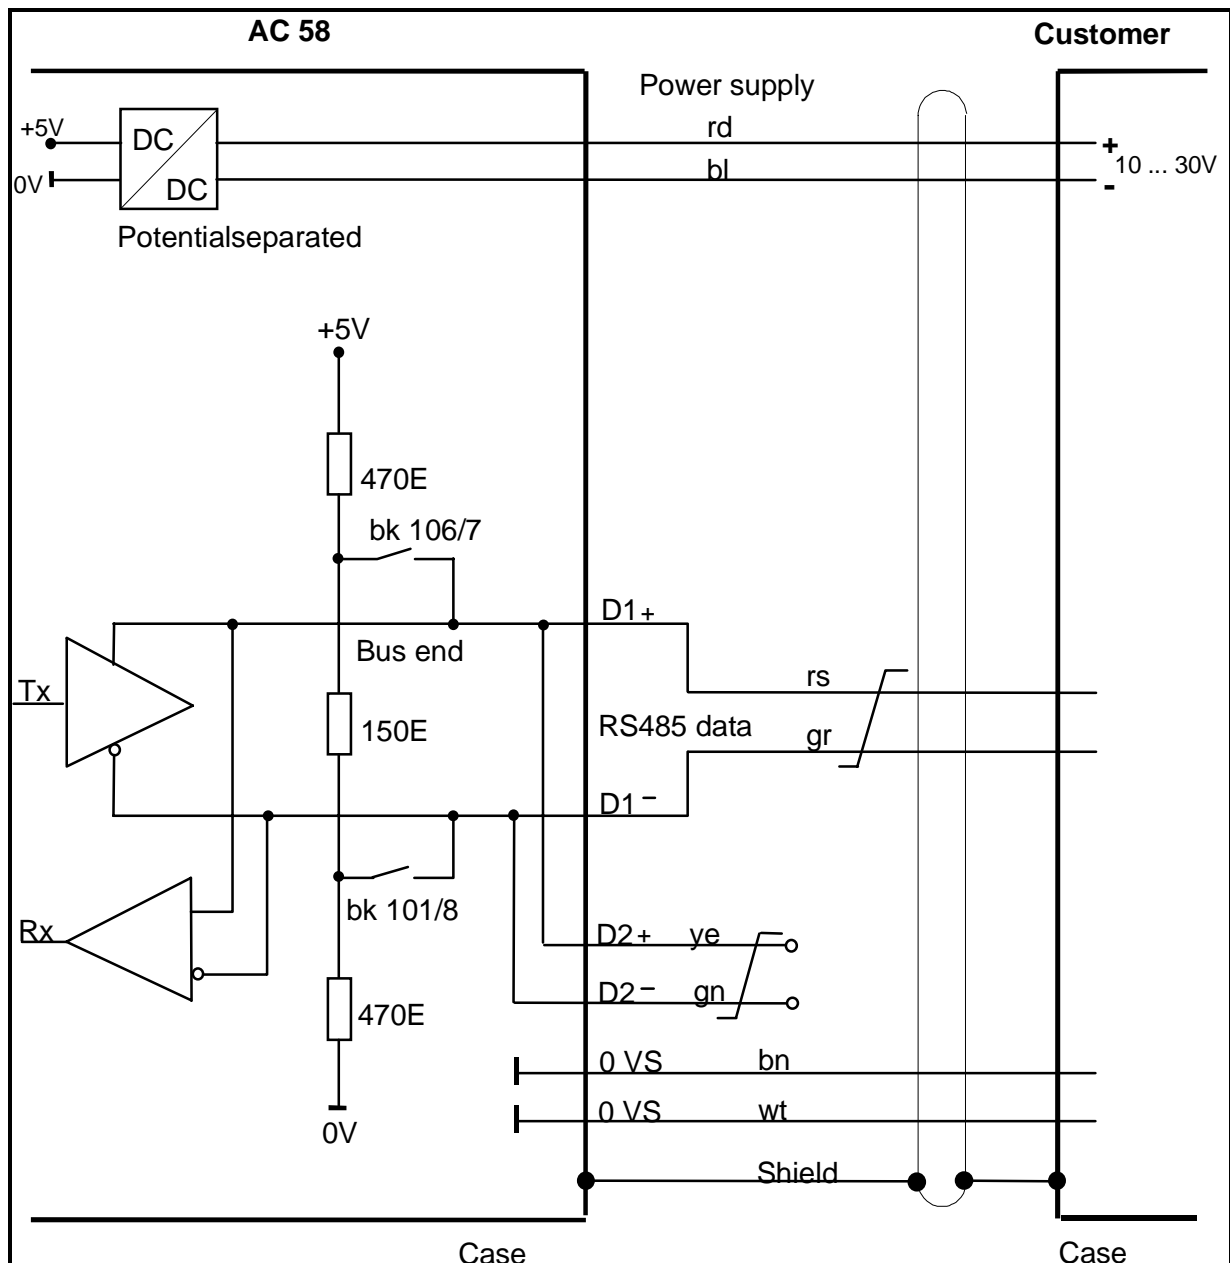 AC 58
Customer
Power supply
+5V
DC
rd
+
10 ... 30V
0V
DC
bl
-
Potentialseparated
+5V
470E
bk 106/7
D1+
Bus end
rs
Tx
150E
RS485 data
gr
D1−
bk 101/8
Rx
D2+
ye
D2−
gn
470E
0 VS
bn
0 VS
wt
0V
Shield
Case
Case